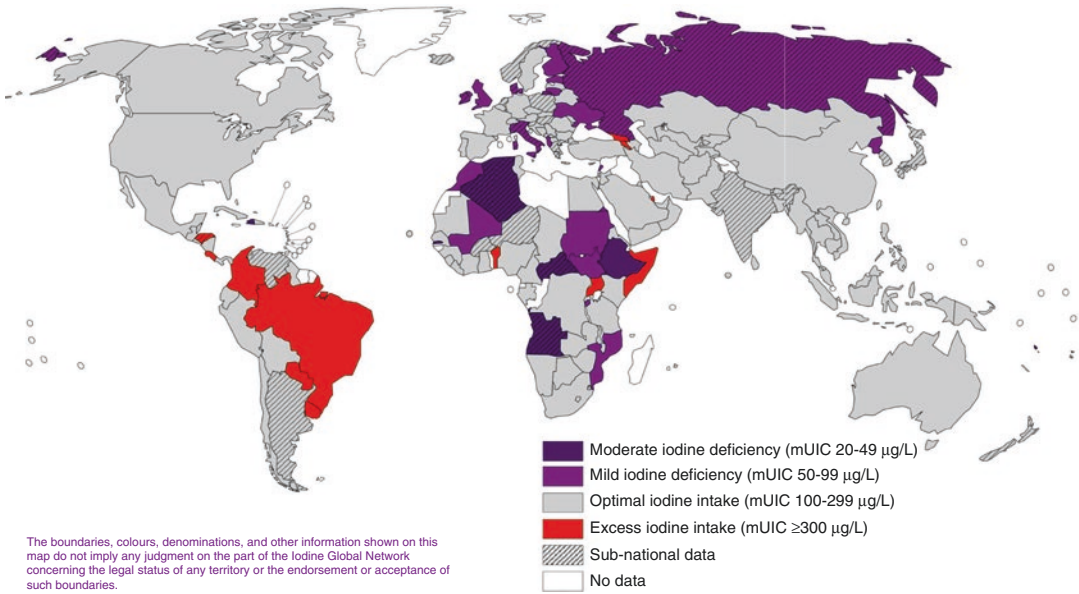 Moderate iodine deficiency (mUIC 20-49 µg/L)
Mild iodine deficiency (mUIC 50-99 µg/L)
Optimal iodine intake (mUIC 100-299 µg/L)
Excess iodine intake (mUIC ≥300 µg/L)
Sub-national data
No data
The boundaries, colours, denominations, and other information shown on this
map do not imply any judgment on the part of the Iodine Global Network
concerning the legal status of any territory or the endorsement or acceptance of
such boundaries.